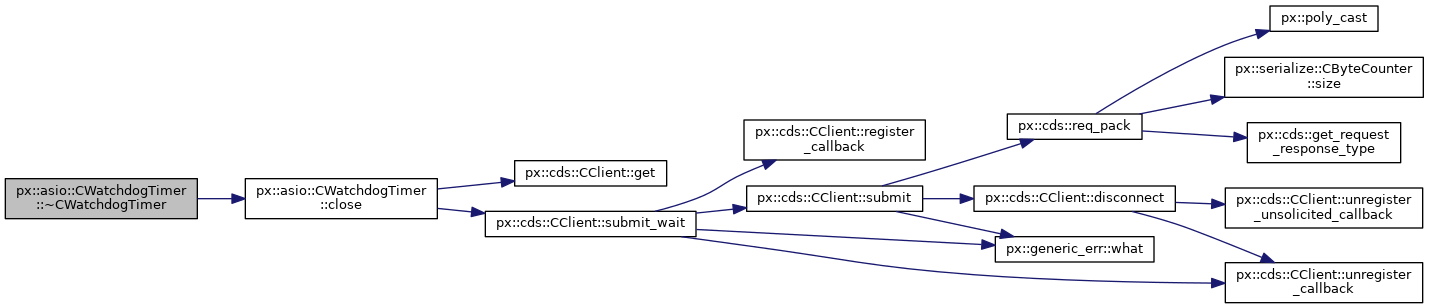 px::asio::CWatchdogTimer
::~CWatchdogTimer
px::asio::CWatchdogTimer
::close
px::cds::CClient::get
px::cds::CClient::submit_wait
px::cds::CClient::register
_callback
px::cds::CClient::submit
px::cds::req_pack
px::cds::CClient::disconnect
px::generic_err::what
px::poly_cast
px::serialize::CByteCounter
::size
px::cds::get_request
_response_type
px::cds::CClient::unregister
_unsolicited_callback
px::cds::CClient::unregister
_callback